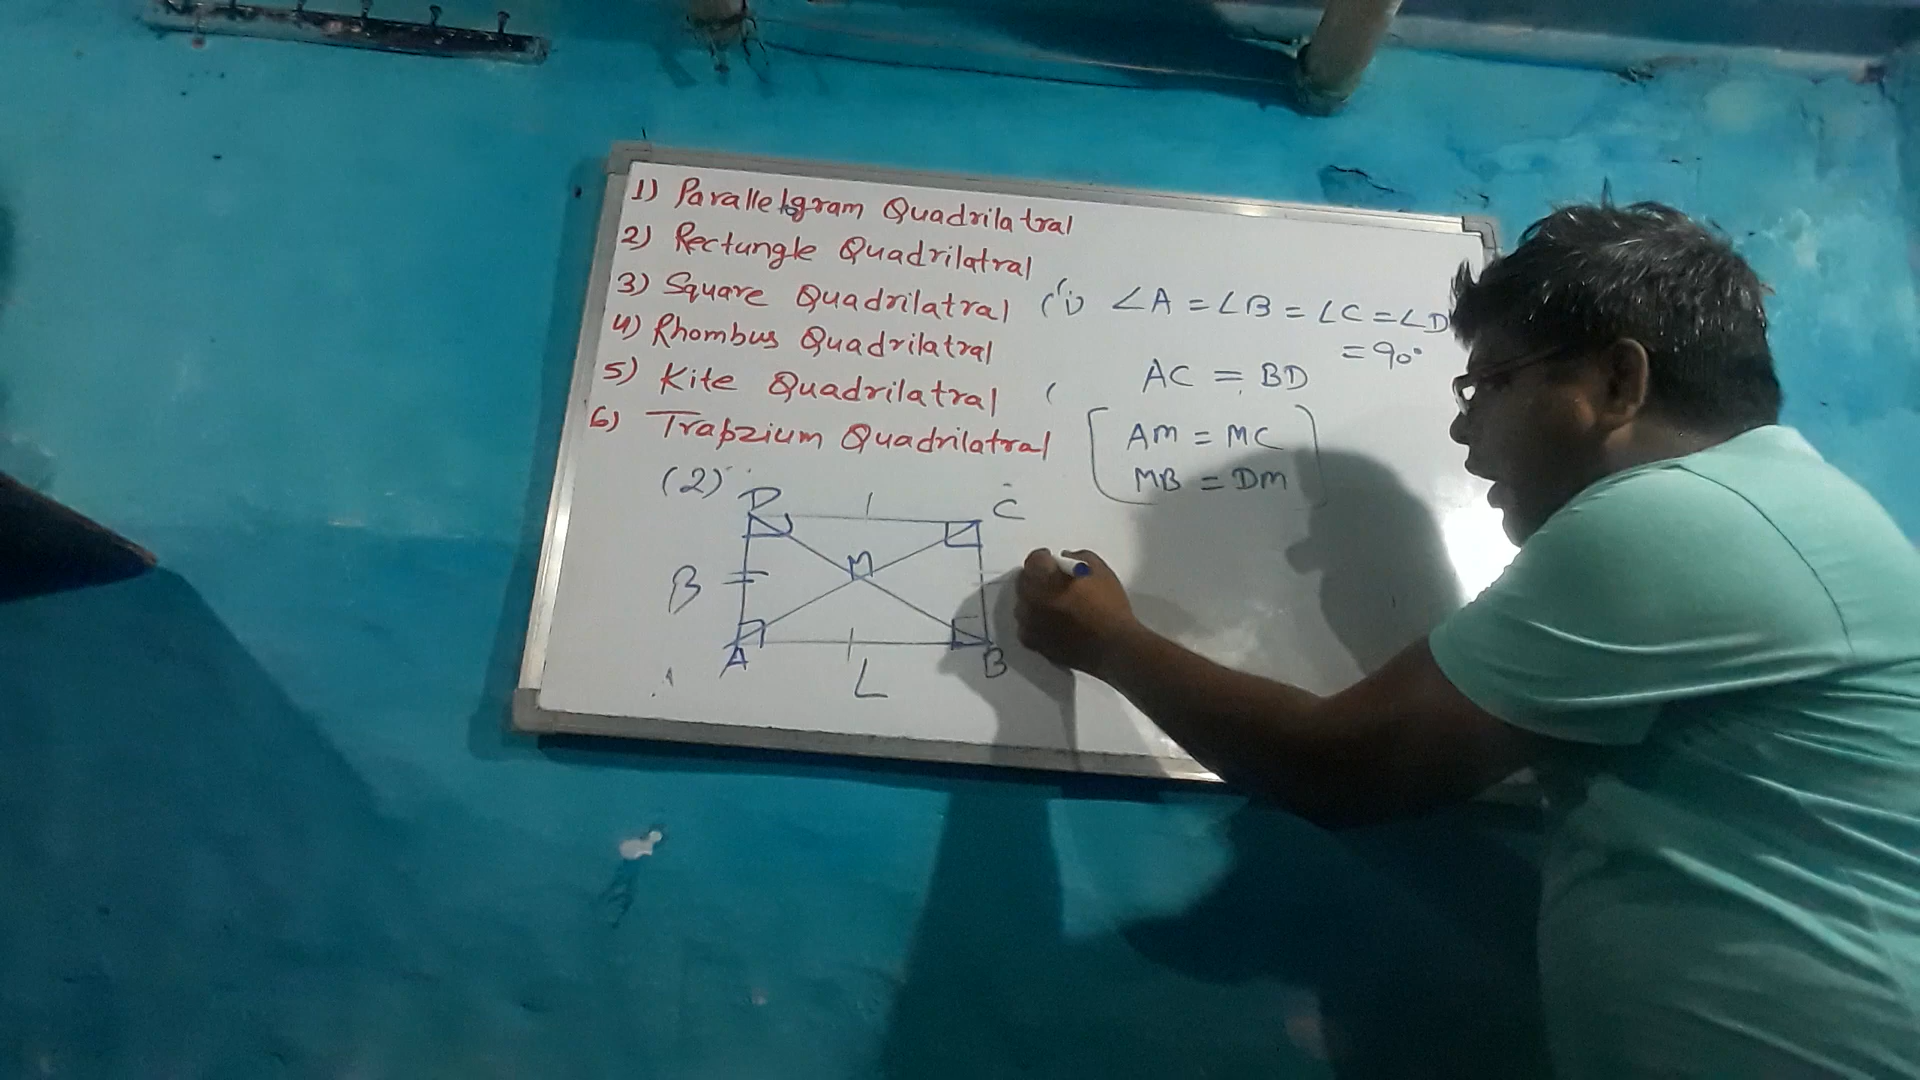 1) Parallelogram Quadrilatral
2) Rectungle Quadrilatral
3) Square Quadrilatral
4) Rhombus Quadrilatral
5) Kite Quadrilatral
6) Trapzium Quadrilatral
(i) ∠A = ∠B = ∠C = ∠D
= 90°
AC = BD
AM = MC
MB = DM
(2)
D C
M
B
A B
L